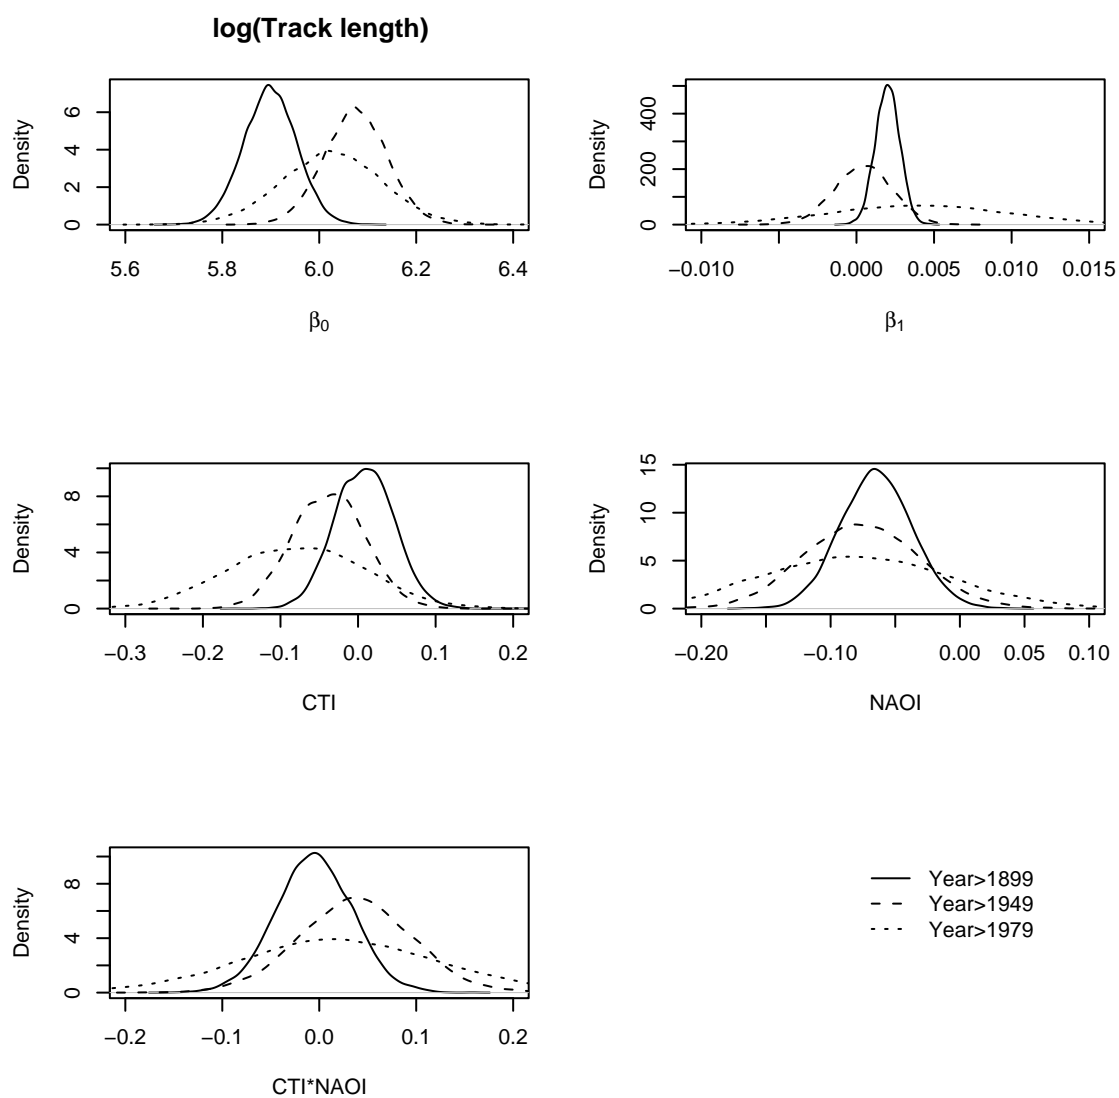 log(Track length)
Density
0 2 4 6
5.6 5.8 6.0 6.2 6.4
β0
Density
0 200 400
−0.010 0.000 0.005 0.010 0.015
β1
Density
0 4 8
−0.3 −0.2 −0.1 0.0 0.1 0.2
CTI
Density
0 5 10 15
−0.20 −0.10 0.00 0.05 0.10
NAOI
Density
0 4 8
−0.2 −0.1 0.0 0.1 0.2
CTI*NAOI
Year>1899
Year>1949
Year>1979